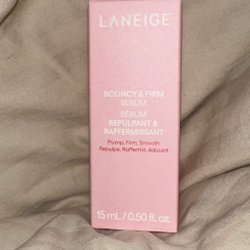 LANEIGE
BOUNCY & FIRM
SERUM
SÉRUM
REPULPANT &
RAFFERMISSANT
Plump, Firm, Smooth
Repulpe, Raffermit, Adoucit
15 mL / 0.50 fl. oz.